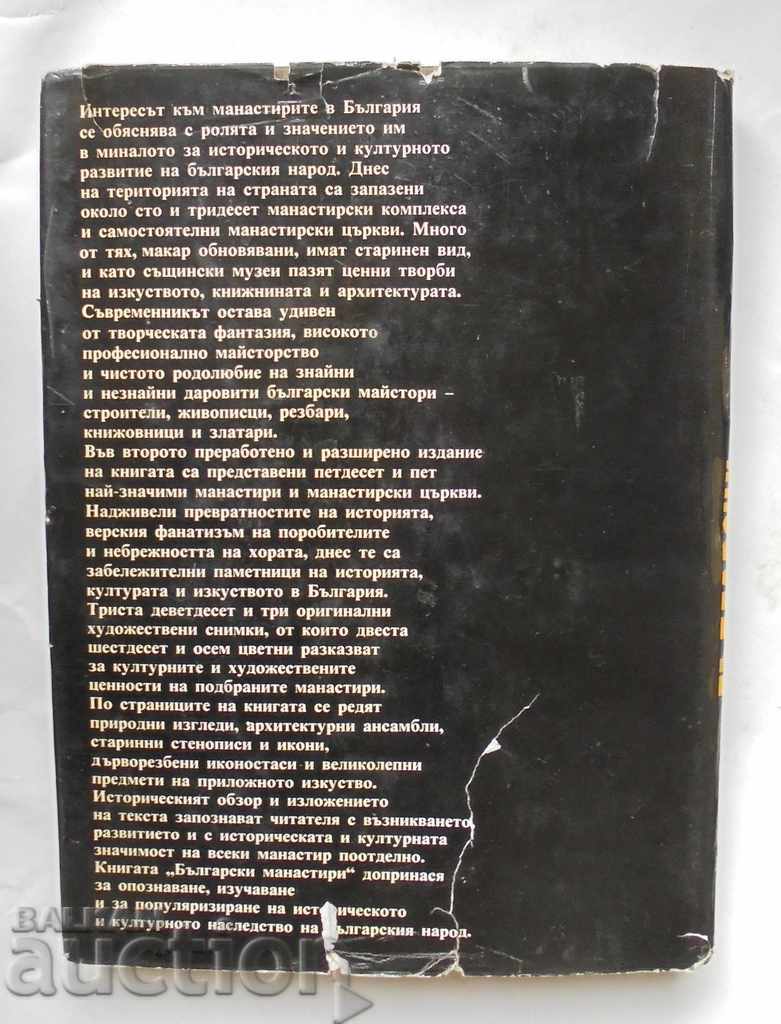 Интересът към манастирите в България
се обяснява с ролята и значението им
в миналото за историческото и културното
развитие на българския народ. Днес
на територията на страната са запазени
около сто и тридесет манастирски комплекса
и самостоятелни манастирски църкви. Много
от тях, макар обновявани, имат старинен вид,
и като същински музеи пазят ценни творби
на изкуството, книжнината и архитектурата.
Съвременникът остава удивен
от творческата фантазия, високото
професионално майсторство
и чистото родолюбие на знайни
и незнайни даровити български майстори –
строители, живописци, резбари,
книжовници и златари.
Във второто преработено и разширено издание
на книгата са представени петдесет и пет
най-значими манастири и манастирски църкви.
Надживели превратностите на историята,
верския фанатизъм на поробителите
и небрежността на хората, днес те са
забележителни паметници на историята,
културата и изкуството в България.
Триста деветдесет и три оригинални
художествени снимки, от които двеста
шестдесет и осем цветни разказват
за културните и художествените
ценности на подбраните манастири.
По страниците на книгата се редят
природни изгледи, архитектурни ансамбли,
старинни стенописи и икони,
дърворезбени иконостаси и великолепни
предмети на приложното изкуство.
Историческият обзор и изложението
на текста запознават читателя с възникването,
развитието и с историческата и културната
значимост на всеки манастир поотделно.
Книгата „Български манастири“ допринася
за опознаване, изучаване
и за популяризиране на историческото
и културното наследство на българския народ.
BALKAN
auction